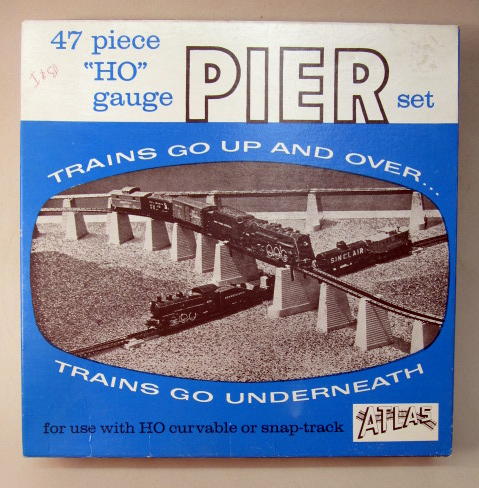 47 piece
"HO"
gauge
PIER set
TRAINS GO UP AND OVER...
SINCLAIR
TRAINS GO UNDERNEATH
for use with HO curvable or snap-track
ATLAS